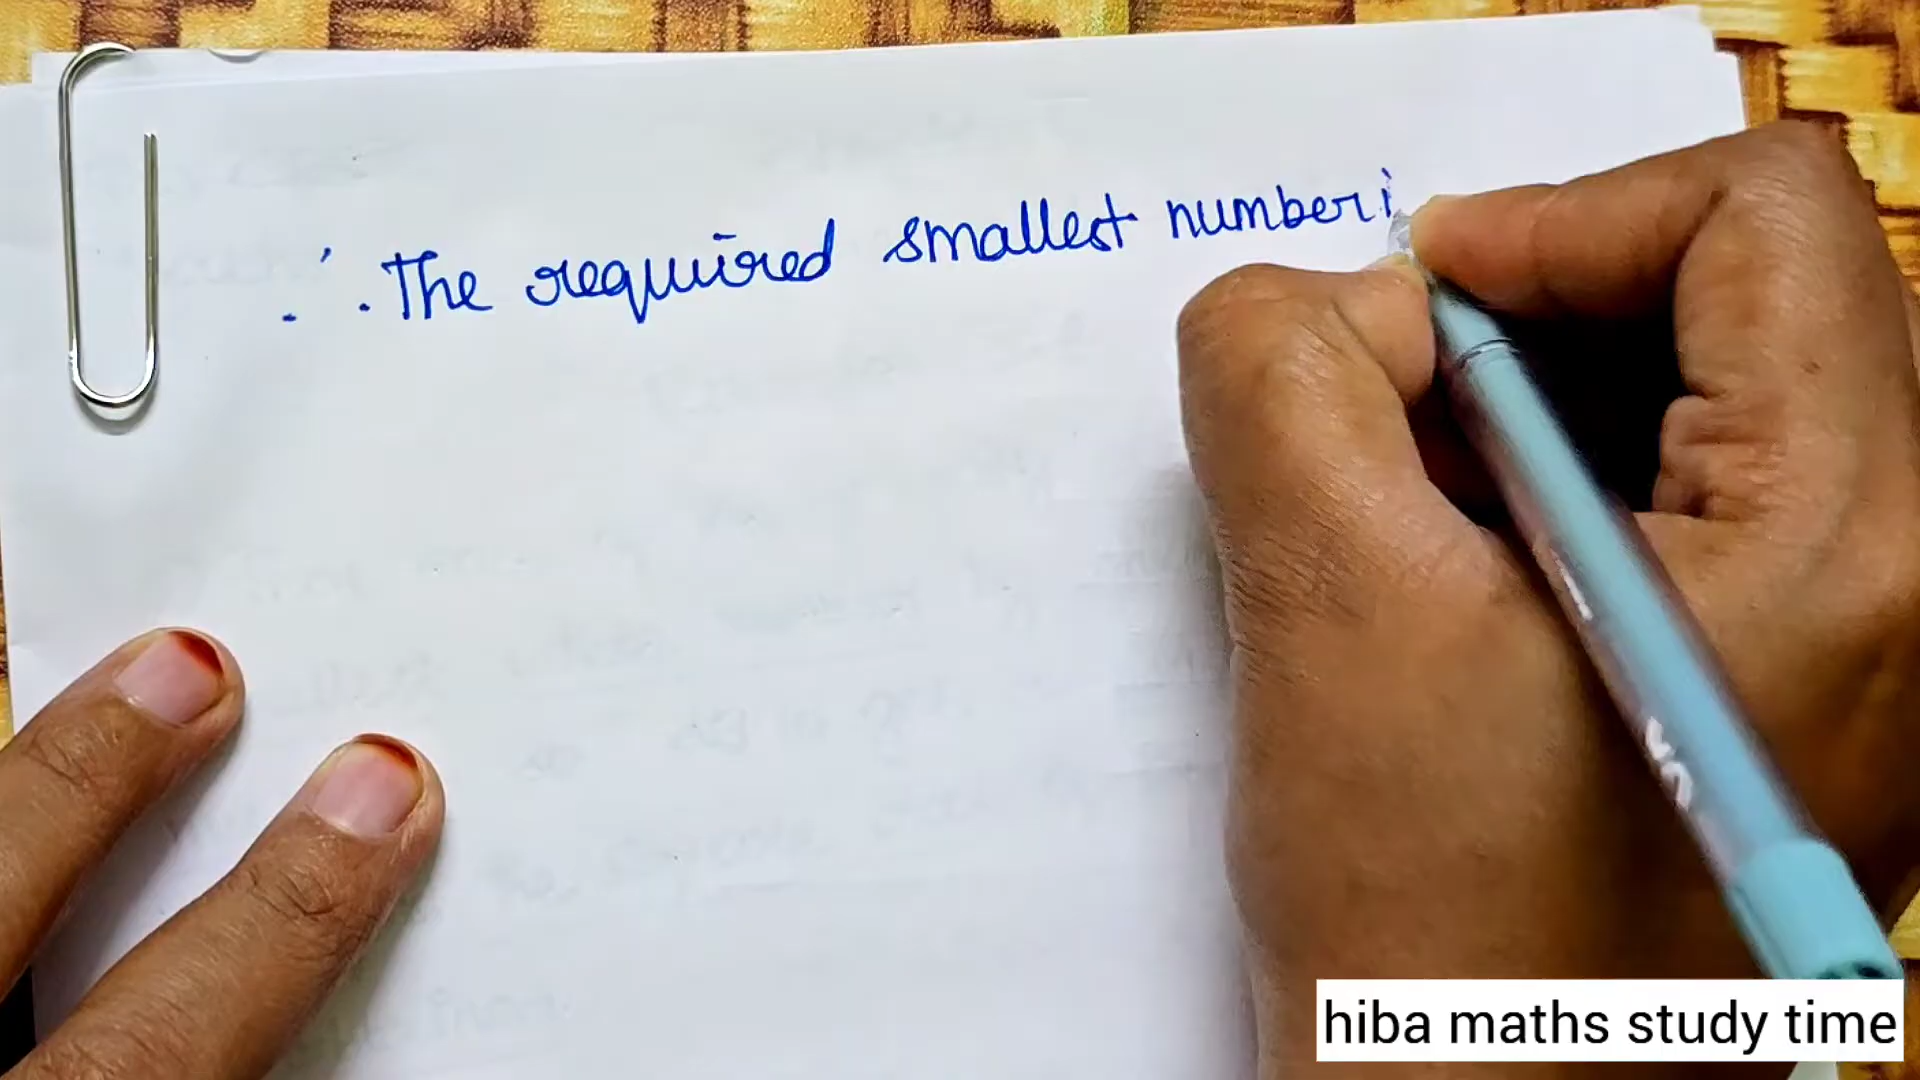 ∴ The required smallest number i
hiba maths study time